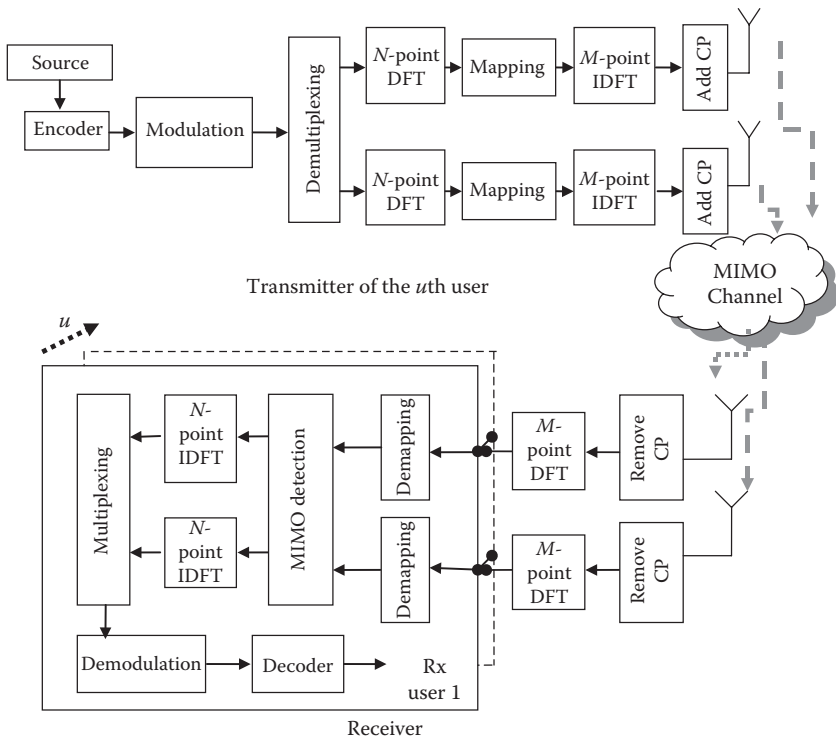 Source
Encoder
Modulation
Demultiplexing
N-point
DFT
Mapping
M-point
IDFT
Add CP
N-point
DFT
Mapping
M-point
IDFT
Add CP
MIMO
Channel
Transmitter of the uth user
u
Multiplexing
N-
point
IDFT
MIMO detection
Demapping
M-
point
DFT
Remove
CP
N-
point
IDFT
Demapping
M-
point
DFT
Remove
CP
Demodulation
Decoder
Rx
user 1
Receiver